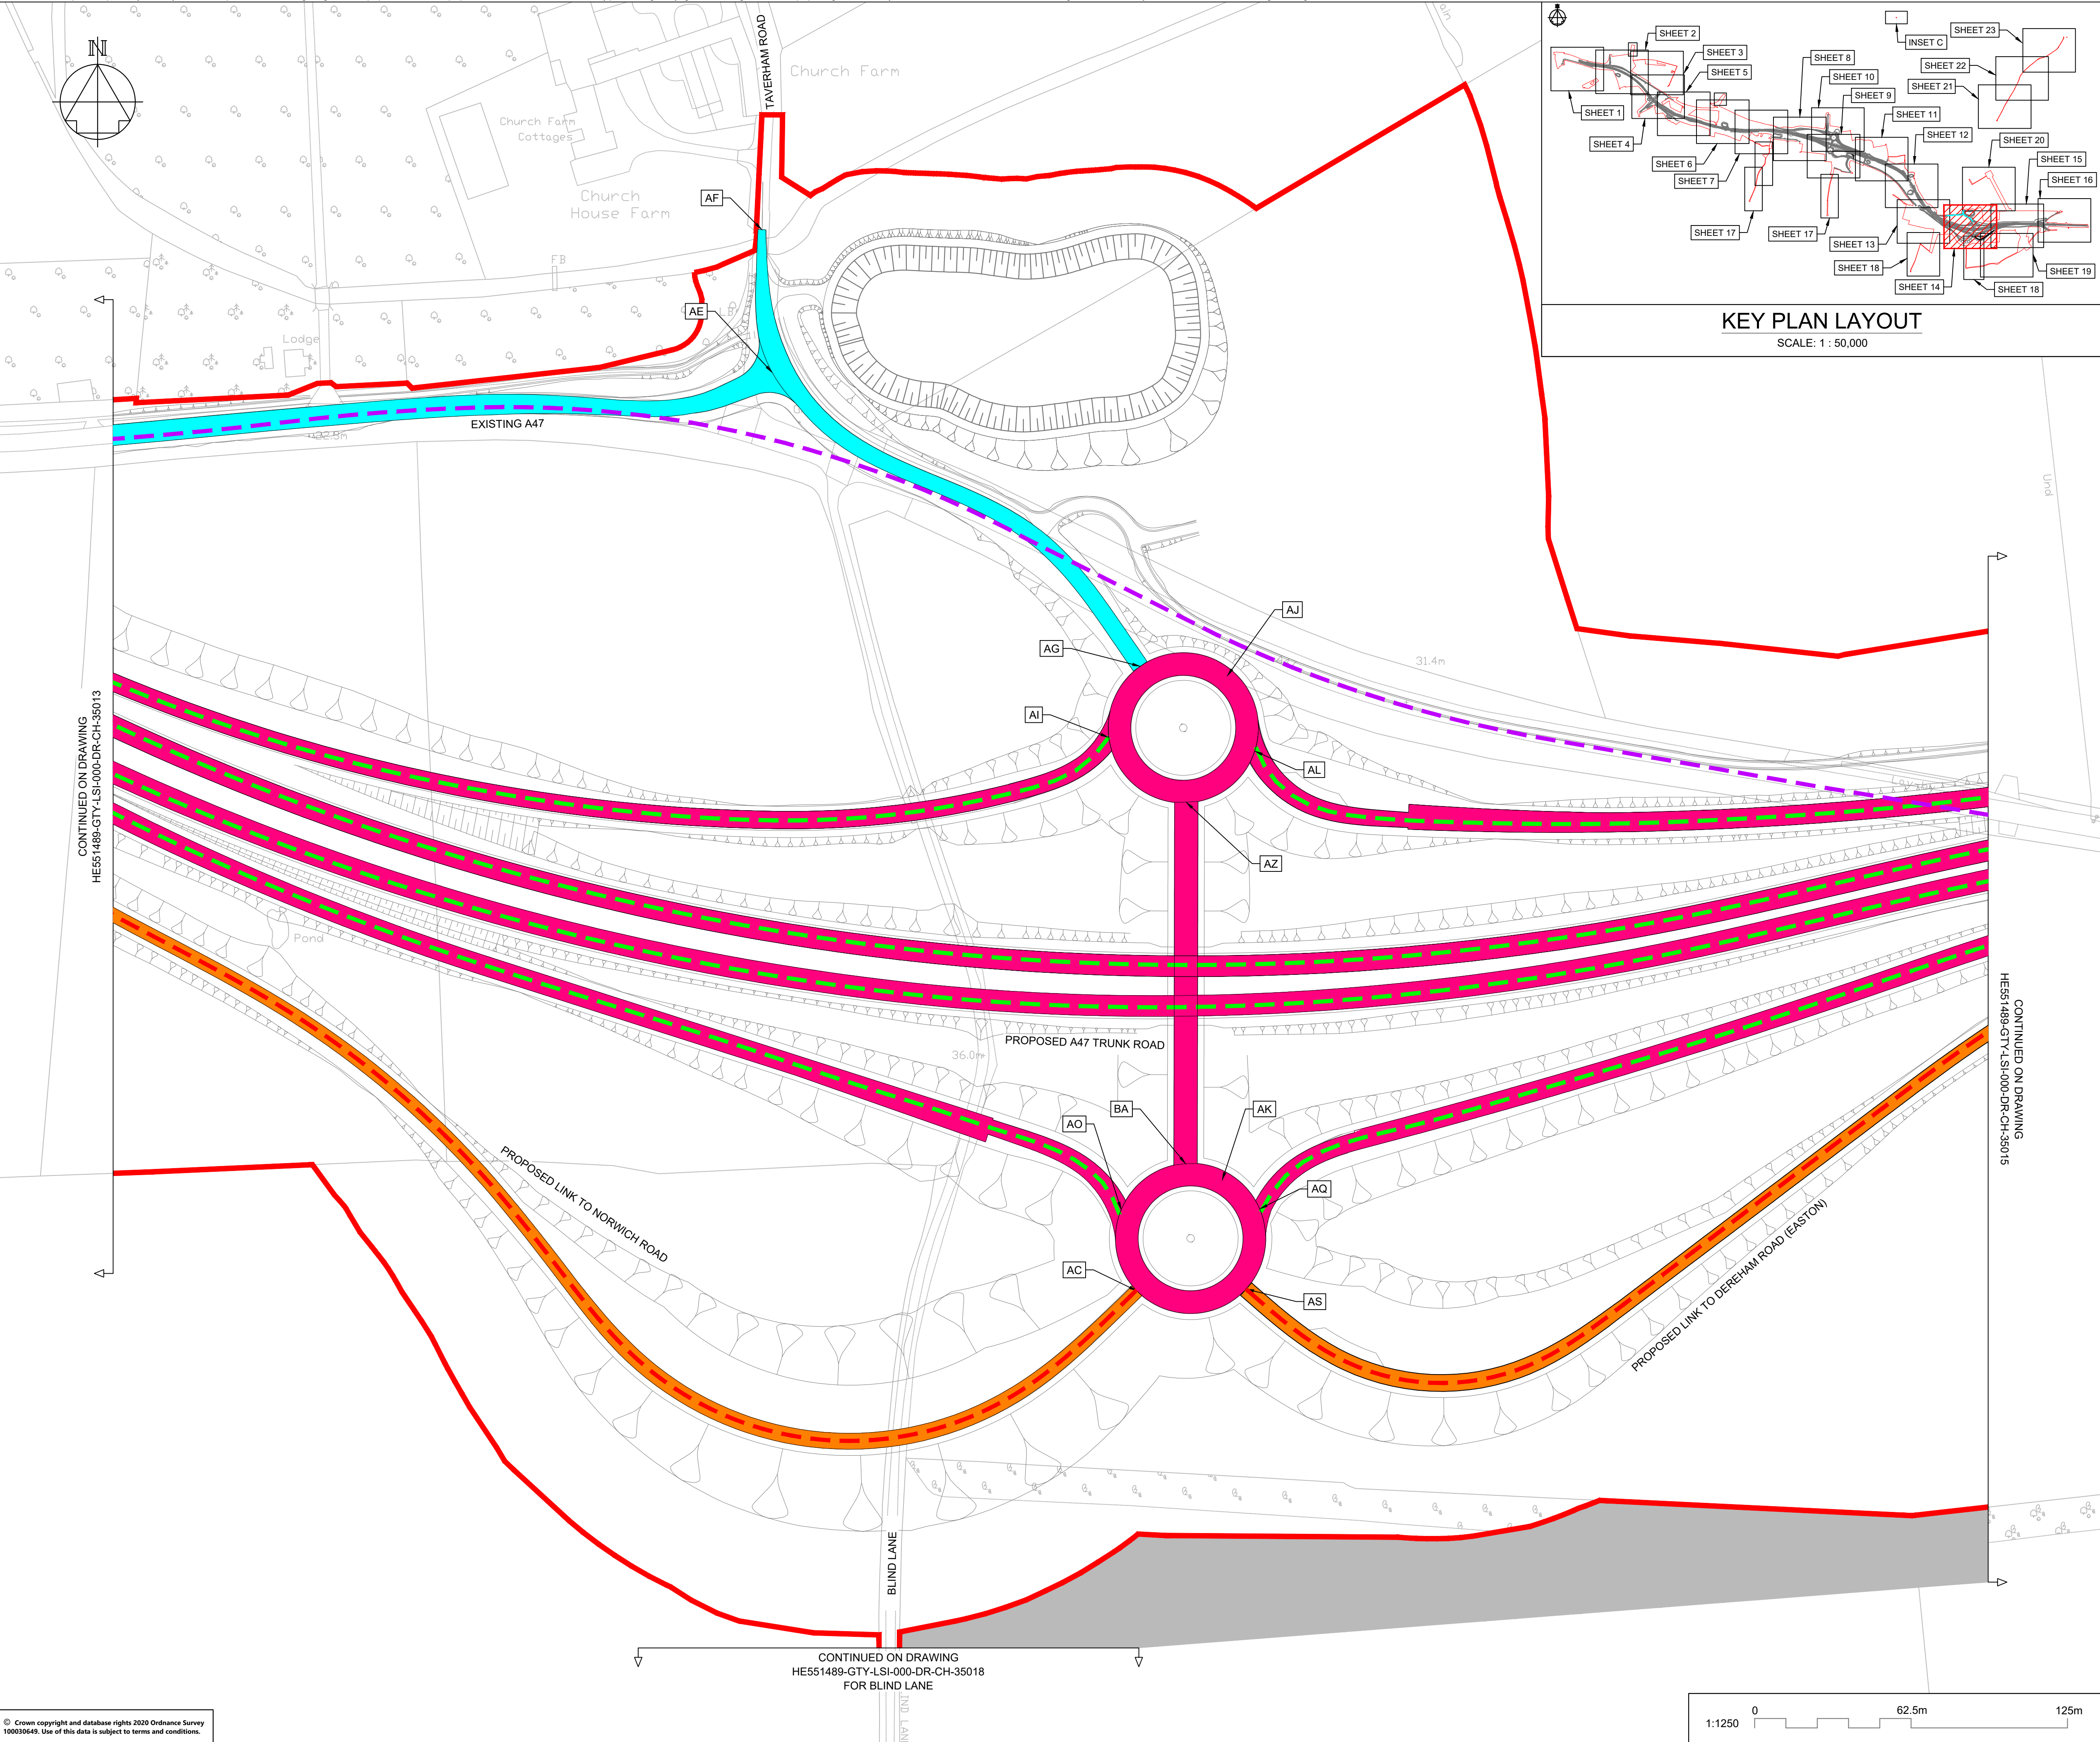 N
TAVERHAM ROAD
Church Farm
Church Farm
Cottages
Church
House Farm
AF
FB
AE
LB
Lodge
EXISTING A47
SHEET 2
SHEET 3
SHEET 5
SHEET 1
SHEET 4
SHEET 6
SHEET 7
SHEET 17
SHEET 8
SHEET 10
SHEET 9
SHEET 11
SHEET 12
SHEET 17
SHEET 13
SHEET 18
SHEET 14
SHEET 18
SHEET 19
SHEET 16
SHEET 15
SHEET 20
INSET C
SHEET 23
SHEET 22
SHEET 21
KEY PLAN LAYOUT
SCALE: 1 : 50,000
Und
AJ
AG
AI
AL
AZ
31.4m
CONTINUED ON DRAWING
HE551489-GTY-LSI-000-DR-CH-35013
Pond
36.0m
PROPOSED A47 TRUNK ROAD
BA
AK
AO
AQ
AC
AS
PROPOSED LINK TO NORWICH ROAD
PROPOSED LINK TO DEREHAM ROAD (EASTON)
CONTINUED ON DRAWING
HE551489-GTY-LSI-000-DR-CH-35015
BLIND LANE
CONTINUED ON DRAWING
HE551489-GTY-LSI-000-DR-CH-35018
FOR BLIND LANE
© Crown copyright and database rights 2020 Ordnance Survey
100030649. Use of this data is subject to terms and conditions.
1:1250
0 62.5m 125m